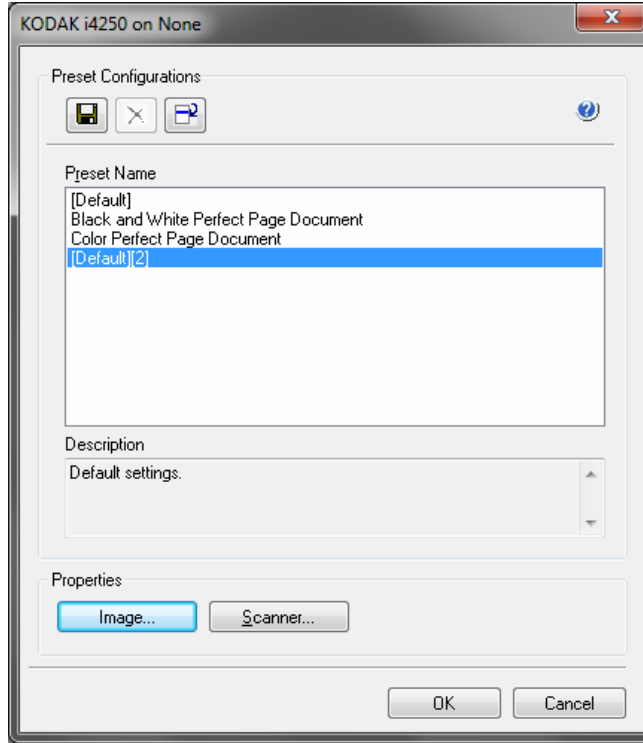 KODAK i4250 on None
Preset Configurations
Preset Name
[Default]
Black and White Perfect Page Document
Color Perfect Page Document
[Default][2]
Description
Default settings.
Properties
Image... Scanner...
OK Cancel